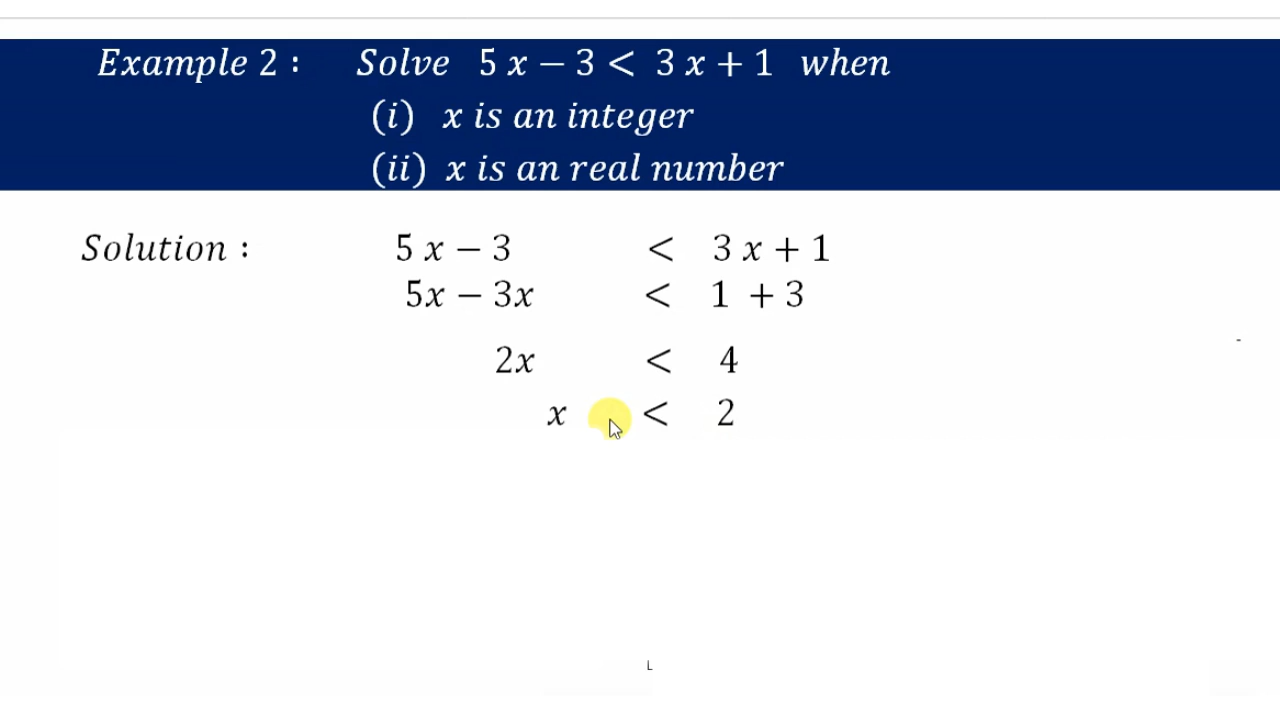 Example 2 : Solve 5 x − 3 < 3 x + 1 when
(i) x is an integer
(ii) x is an real number
Solution : 5 x − 3 < 3 x + 1
5x − 3x < 1 + 3
2x < 4
x < 2